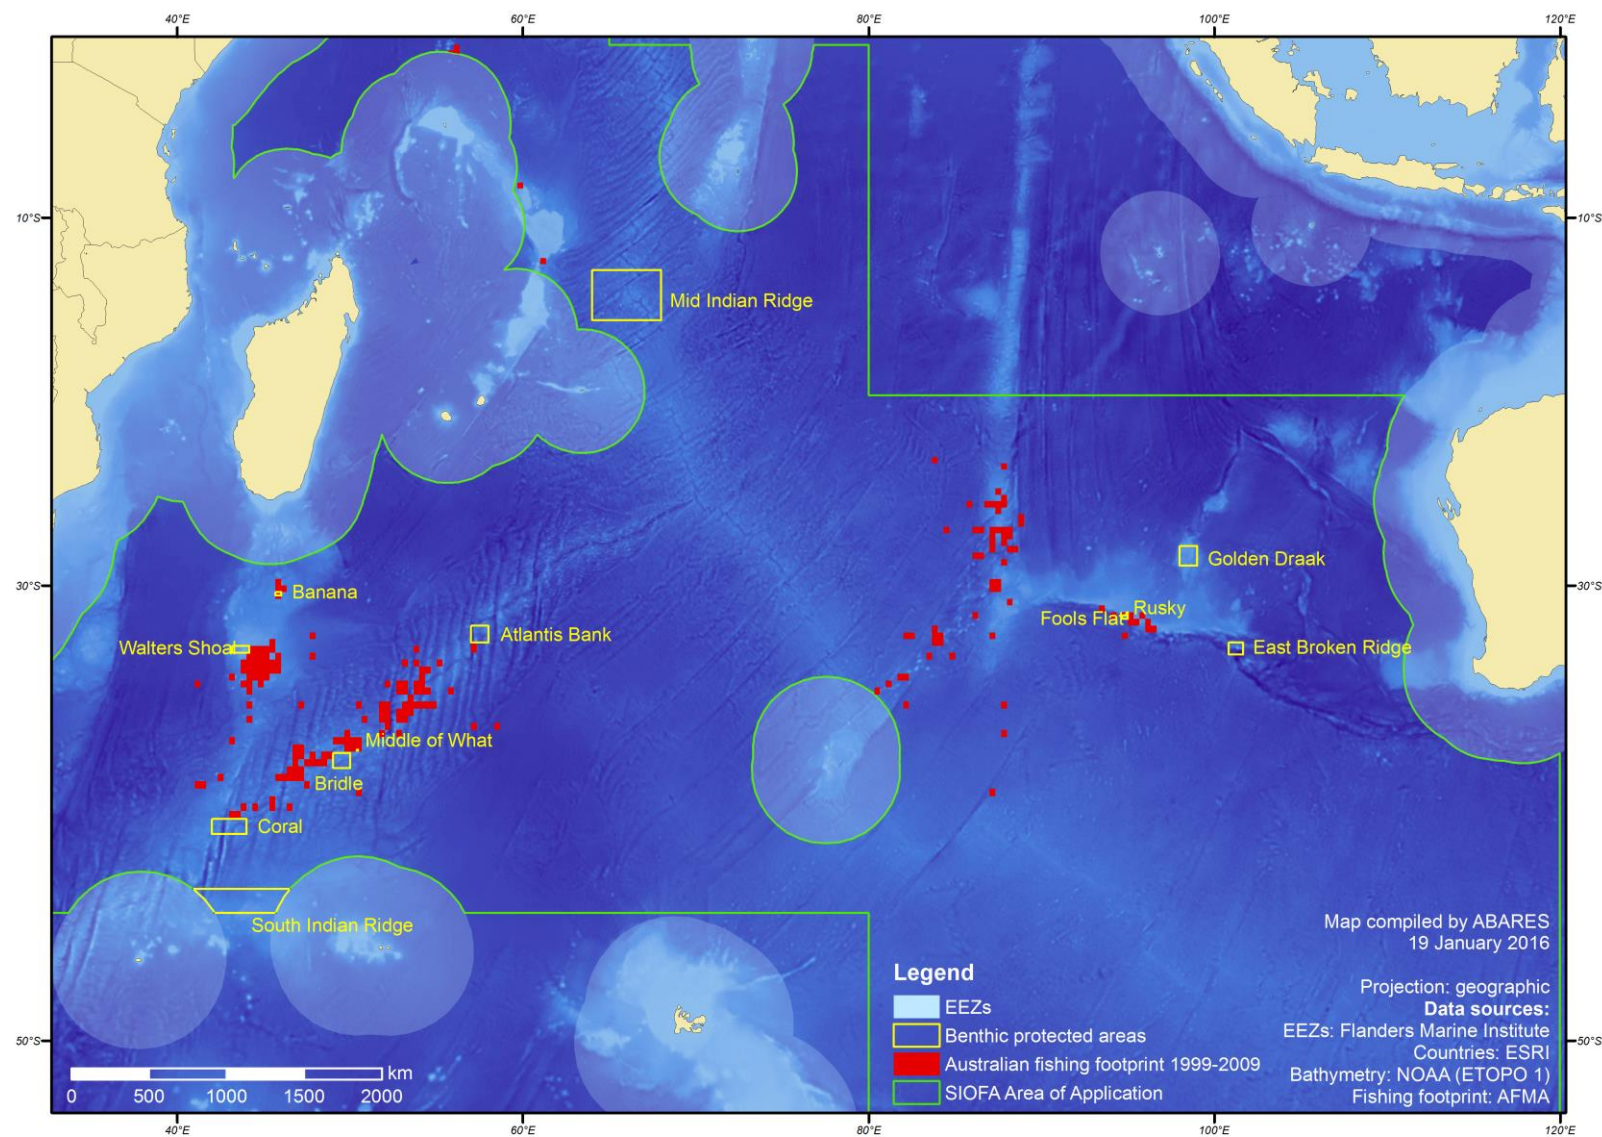 40°E 60°E 80°E 100°E 120°E
10°S 10°S
Mid Indian Ridge
Golden Draak
30°S 30°S
Banana
Rusky
Fools Flat
Atlantis Bank
Walters Shoal
East Broken Ridge
Middle of What
Bridle
Coral
South Indian Ridge
Map compiled by ABARES
19 January 2016
Legend
EEZs
Benthic protected areas
Australian fishing footprint 1999-2009
SIOFA Area of Application
Projection: geographic
Data sources:
EEZs: Flanders Marine Institute
Countries: ESRI
Bathymetry: NOAA (ETOPO 1)
Fishing footprint: AFMA
50°S 50°S
km
0 500 1000 1500 2000
40°E 60°E 80°E 100°E 120°E